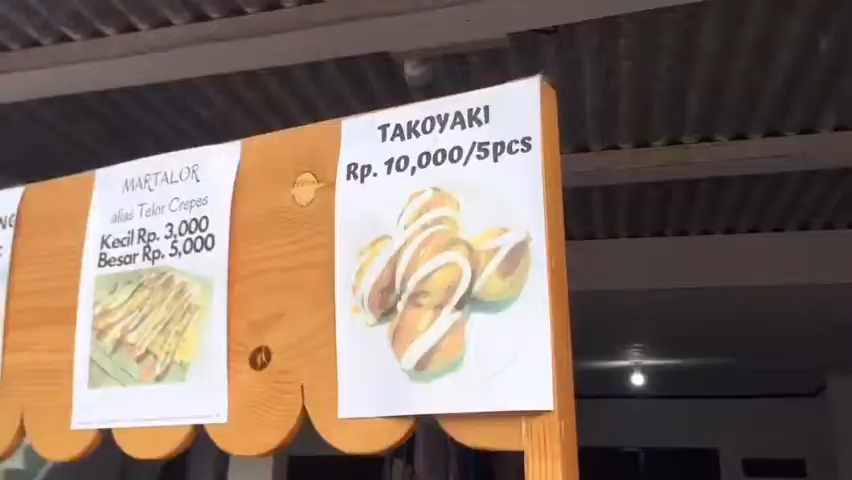 MARTALOR
alias Telor Crepes
Kecil Rp. 3,000
Besar Rp. 5,000
TAKOYAKI
Rp. 10,000/5pcs